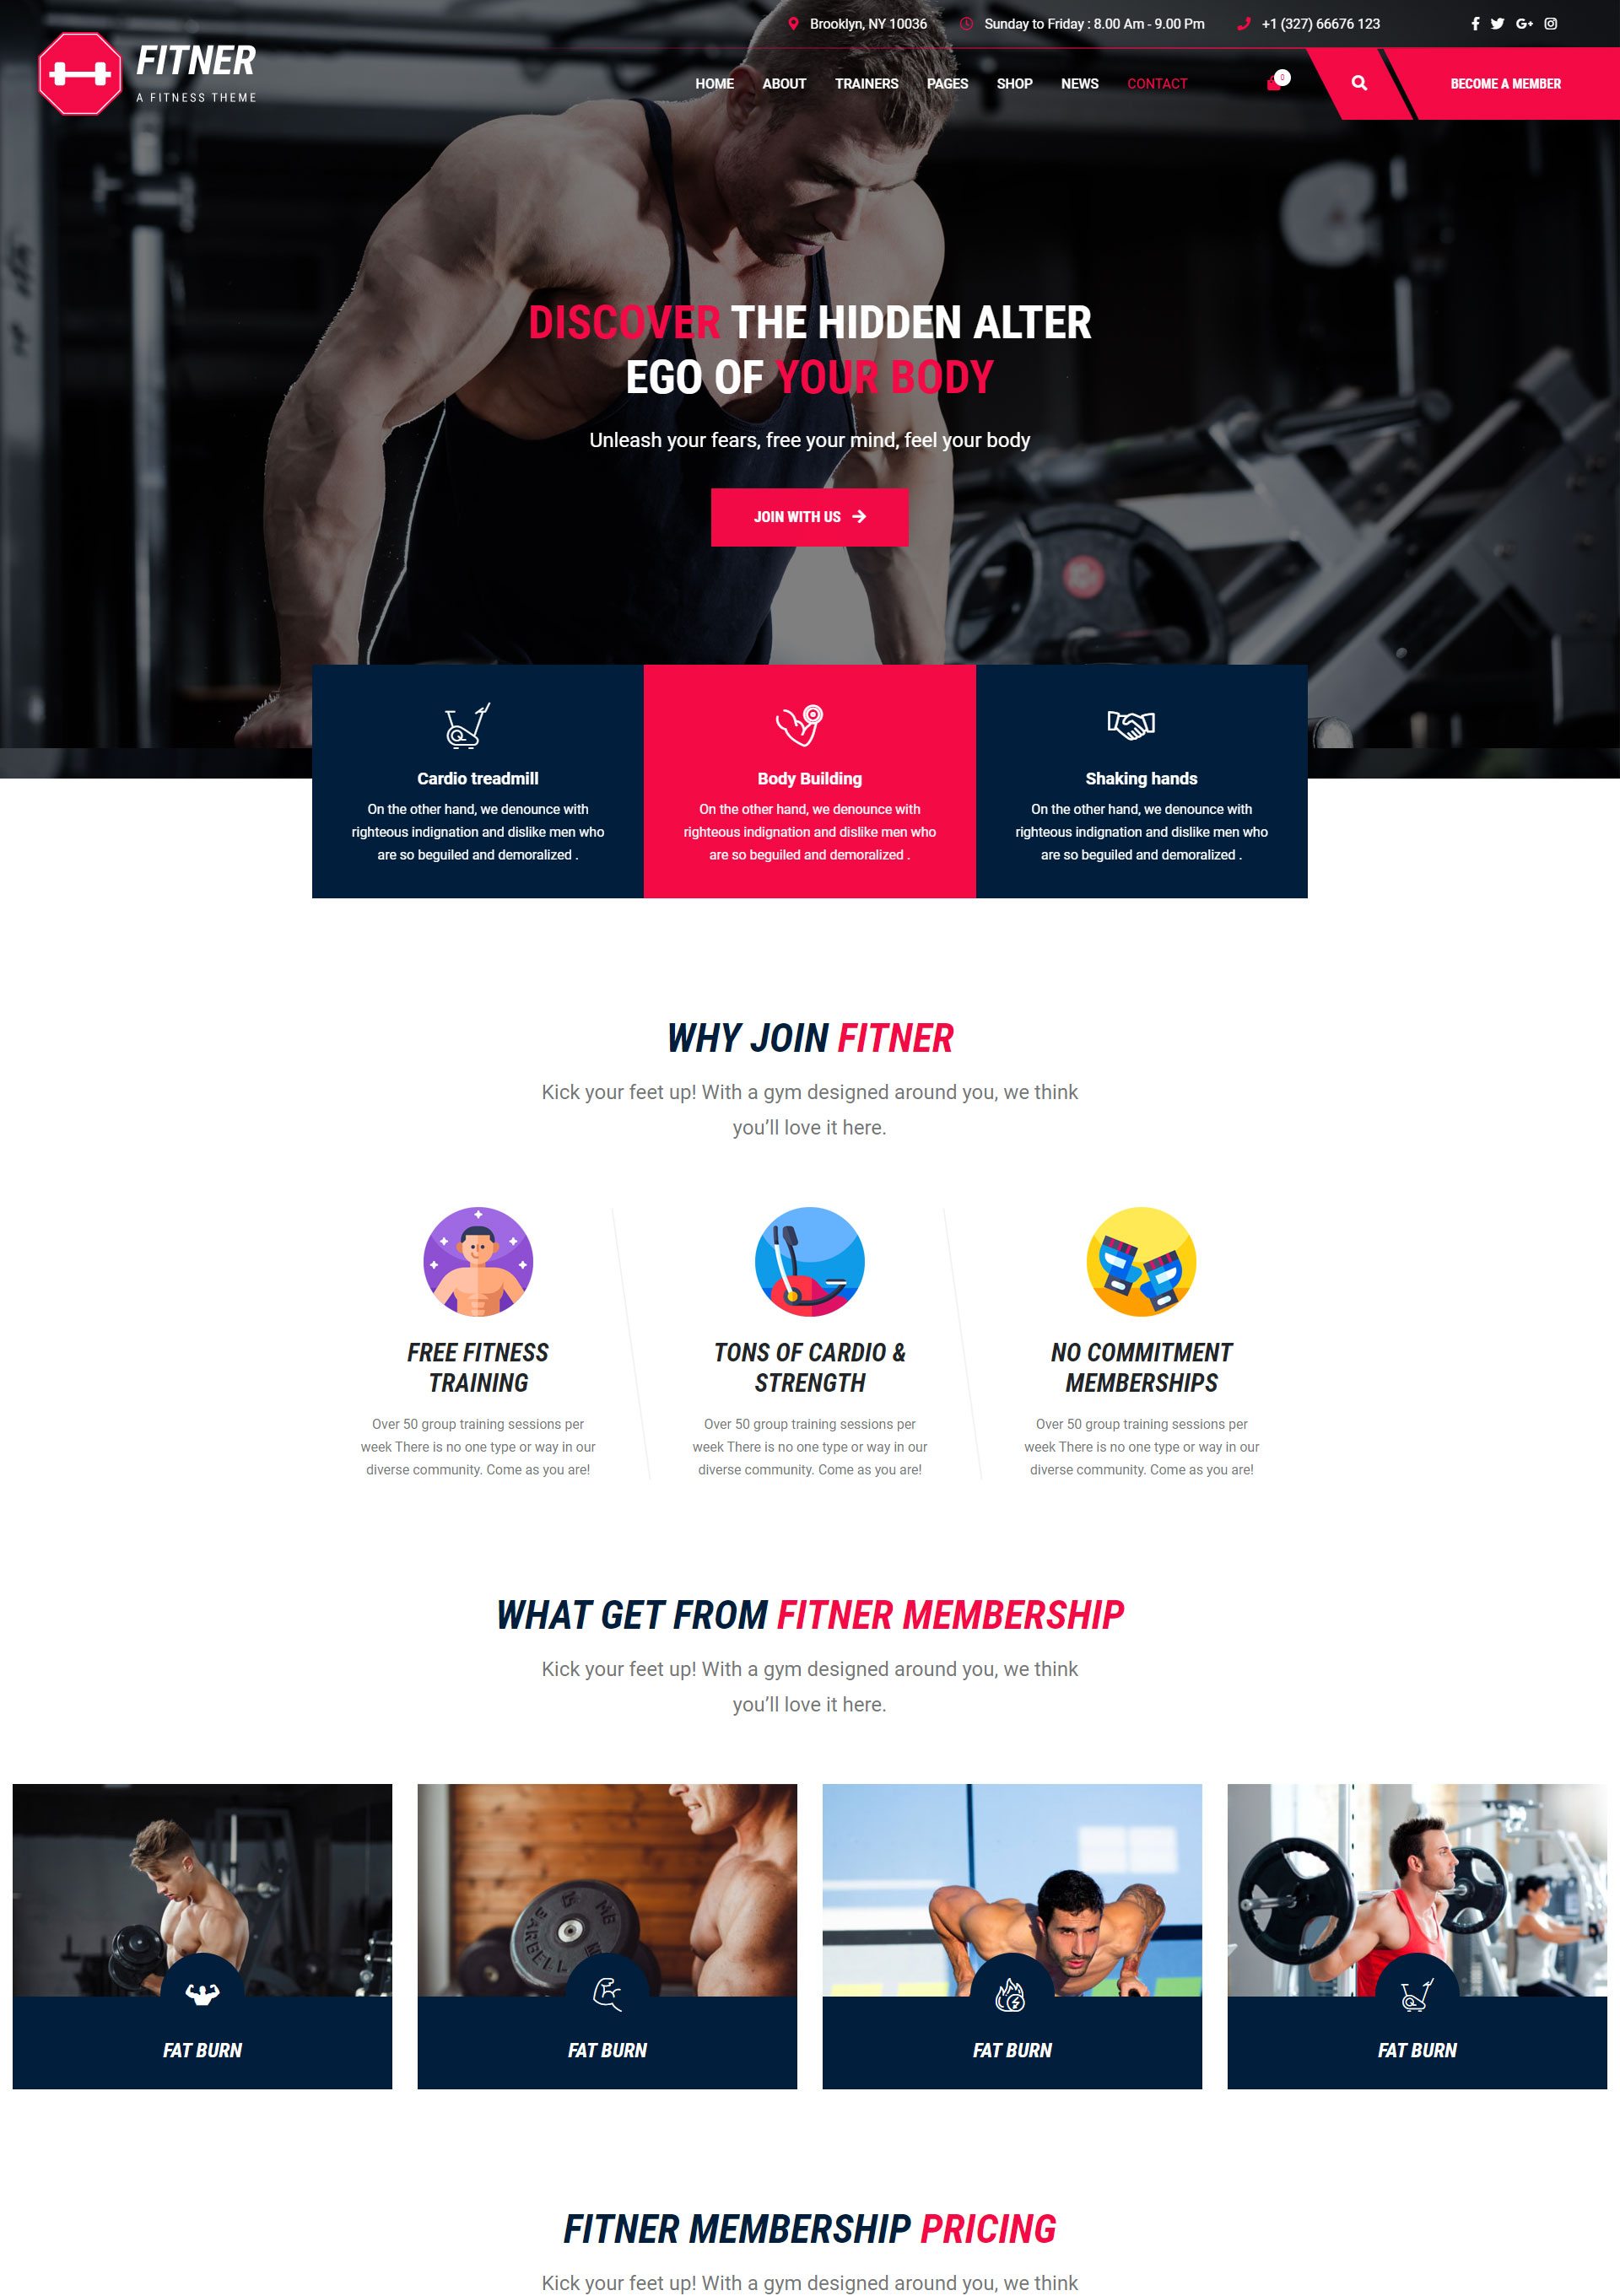 Brooklyn, NY 10036 Sunday to Friday : 8.00 Am - 9.00 Pm +1 (327) 66676 123
FITNER
A FITNESS THEME
HOME ABOUT TRAINERS PAGES SHOP NEWS CONTACT 0 BECOME A MEMBER
DISCOVER THE HIDDEN ALTER
EGO OF YOUR BODY
Unleash your fears, free your mind, feel your body
JOIN WITH US
Cardio treadmill
On the other hand, we denounce with
righteous indignation and dislike men who
are so beguiled and demoralized .
Body Building
On the other hand, we denounce with
righteous indignation and dislike men who
are so beguiled and demoralized .
Shaking hands
On the other hand, we denounce with
righteous indignation and dislike men who
are so beguiled and demoralized .
WHY JOIN FITNER
Kick your feet up! With a gym designed around you, we think
you’ll love it here.
FREE FITNESS
TRAINING
Over 50 group training sessions per
week There is no one type or way in our
diverse community. Come as you are!
TONS OF CARDIO &
STRENGTH
Over 50 group training sessions per
week There is no one type or way in our
diverse community. Come as you are!
NO COMMITMENT
MEMBERSHIPS
Over 50 group training sessions per
week There is no one type or way in our
diverse community. Come as you are!
WHAT GET FROM FITNER MEMBERSHIP
Kick your feet up! With a gym designed around you, we think
you’ll love it here.
BARBELL
FAT BURN
FAT BURN
FAT BURN
FAT BURN
FITNER MEMBERSHIP PRICING
Kick your feet up! With a gym designed around you, we think